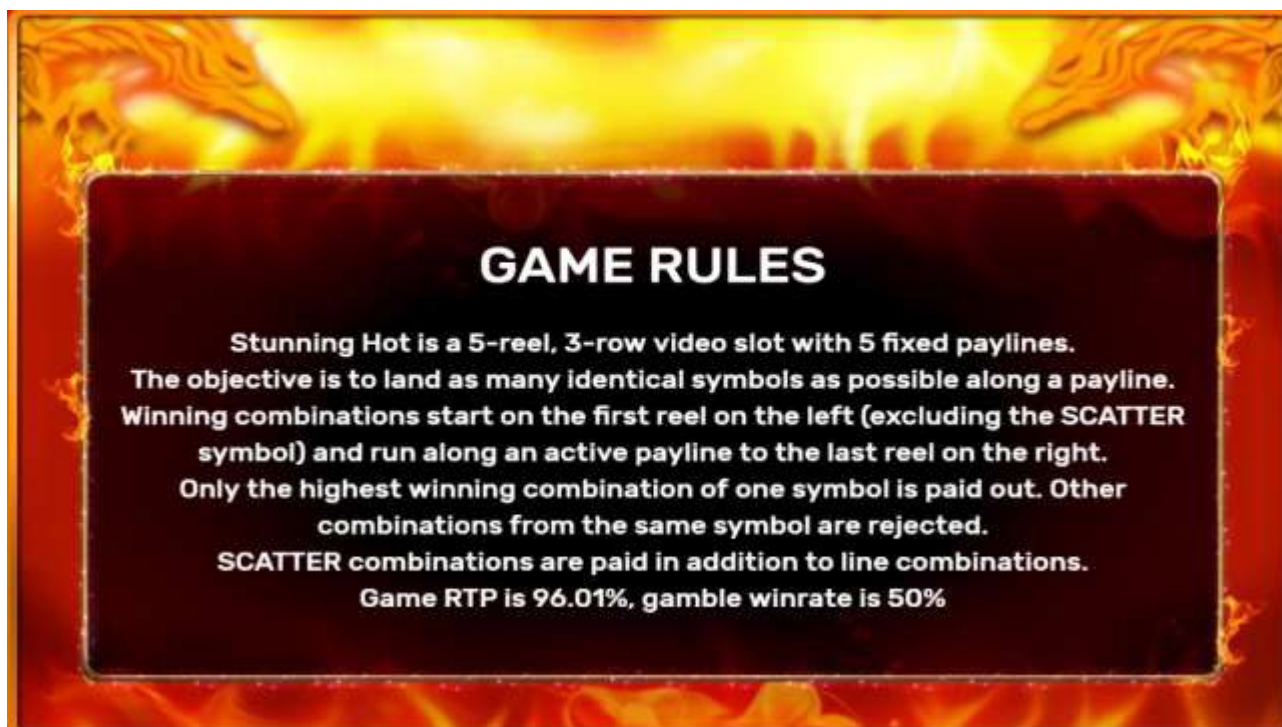 GAME RULES
Stunning Hot is a 5-reel, 3-row video slot with 5 fixed paylines.
The objective is to land as many identical symbols as possible along a payline.
Winning combinations start on the first reel on the left (excluding the SCATTER
symbol) and run along an active payline to the last reel on the right.
Only the highest winning combination of one symbol is paid out. Other
combinations from the same symbol are rejected.
SCATTER combinations are paid in addition to line combinations.
Game RTP is 96.01%, gamble winrate is 50%